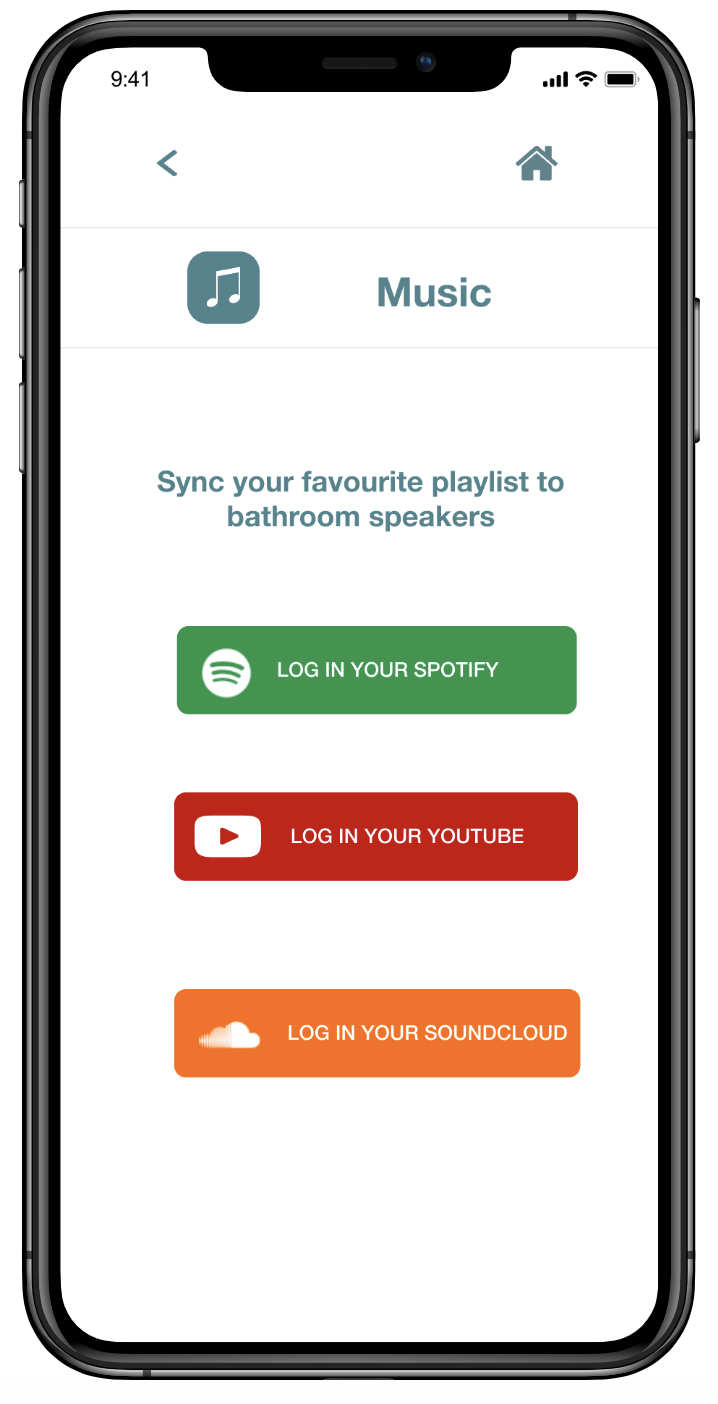 9:41
Music
Sync your favourite playlist to
bathroom speakers
LOG IN YOUR SPOTIFY
LOG IN YOUR YOUTUBE
LOG IN YOUR SOUNDCLOUD